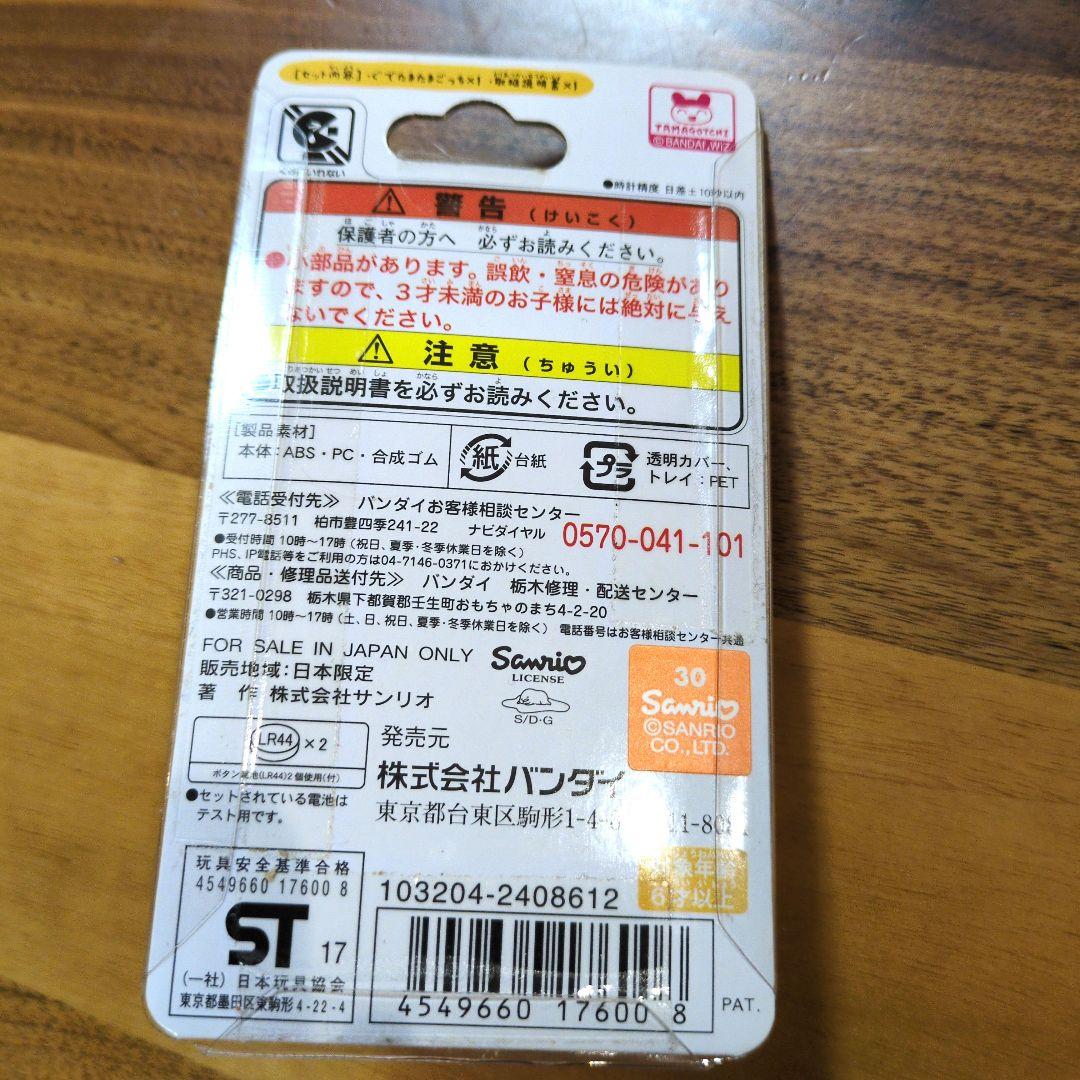 [セット内容]・ぐでたまたまごっち×1・取扱説明書×1
TAMAGOTCHI
©BANDAI,WiZ
●時計精度 日差±10秒以内
警告（けいこく）
保護者の方へ 必ずお読みください。
●小部品があります。誤飲・窒息の危険があり
ますので、3才未満のお子様には絶対に与え
ないでください。
注意（ちゅうい）
取扱説明書を必ずお読みください。
[製品素材]
本体：ABS・PC・合成ゴム
紙 台紙
プラ 透明カバー、
トレイ：PET
≪電話受付先≫ バンダイお客様相談センター
〒277-8511 柏市豊四季241-22 ナビダイヤル 0570-041-101
●受付時間 10時～17時（祝日、夏季・冬季休業日を除く）
PHS、IP電話等をご利用の方は04-7146-0371におかけください。
≪商品・修理品送付先≫ バンダイ 栃木修理・配送センター
〒321-0298 栃木県下都賀郡壬生町おもちゃのまち4-2-20
●営業時間 10時～17時（土、日、祝日、夏季・冬季休業日を除く） 電話番号はお客様相談センター共通
FOR SALE IN JAPAN ONLY
販売地域：日本限定
著 作 株式会社サンリオ
Sanrio
LICENSE
S/D·G
30
Sanrio
©SANRIO
CO., LTD.
LR44 ×2
ボタン電池(LR44)2個使用(付)
●セットされている電池は
テスト用です。
発売元
株式会社バンダイ
東京都台東区駒形1-4-
対象年齢
6才以上
玩具安全基準合格
4549660 17600 8
ST 17
（一社）日本玩具協会
東京都墨田区東駒形4-22-4
103204-2408612
4549660 17600 8
PAT.